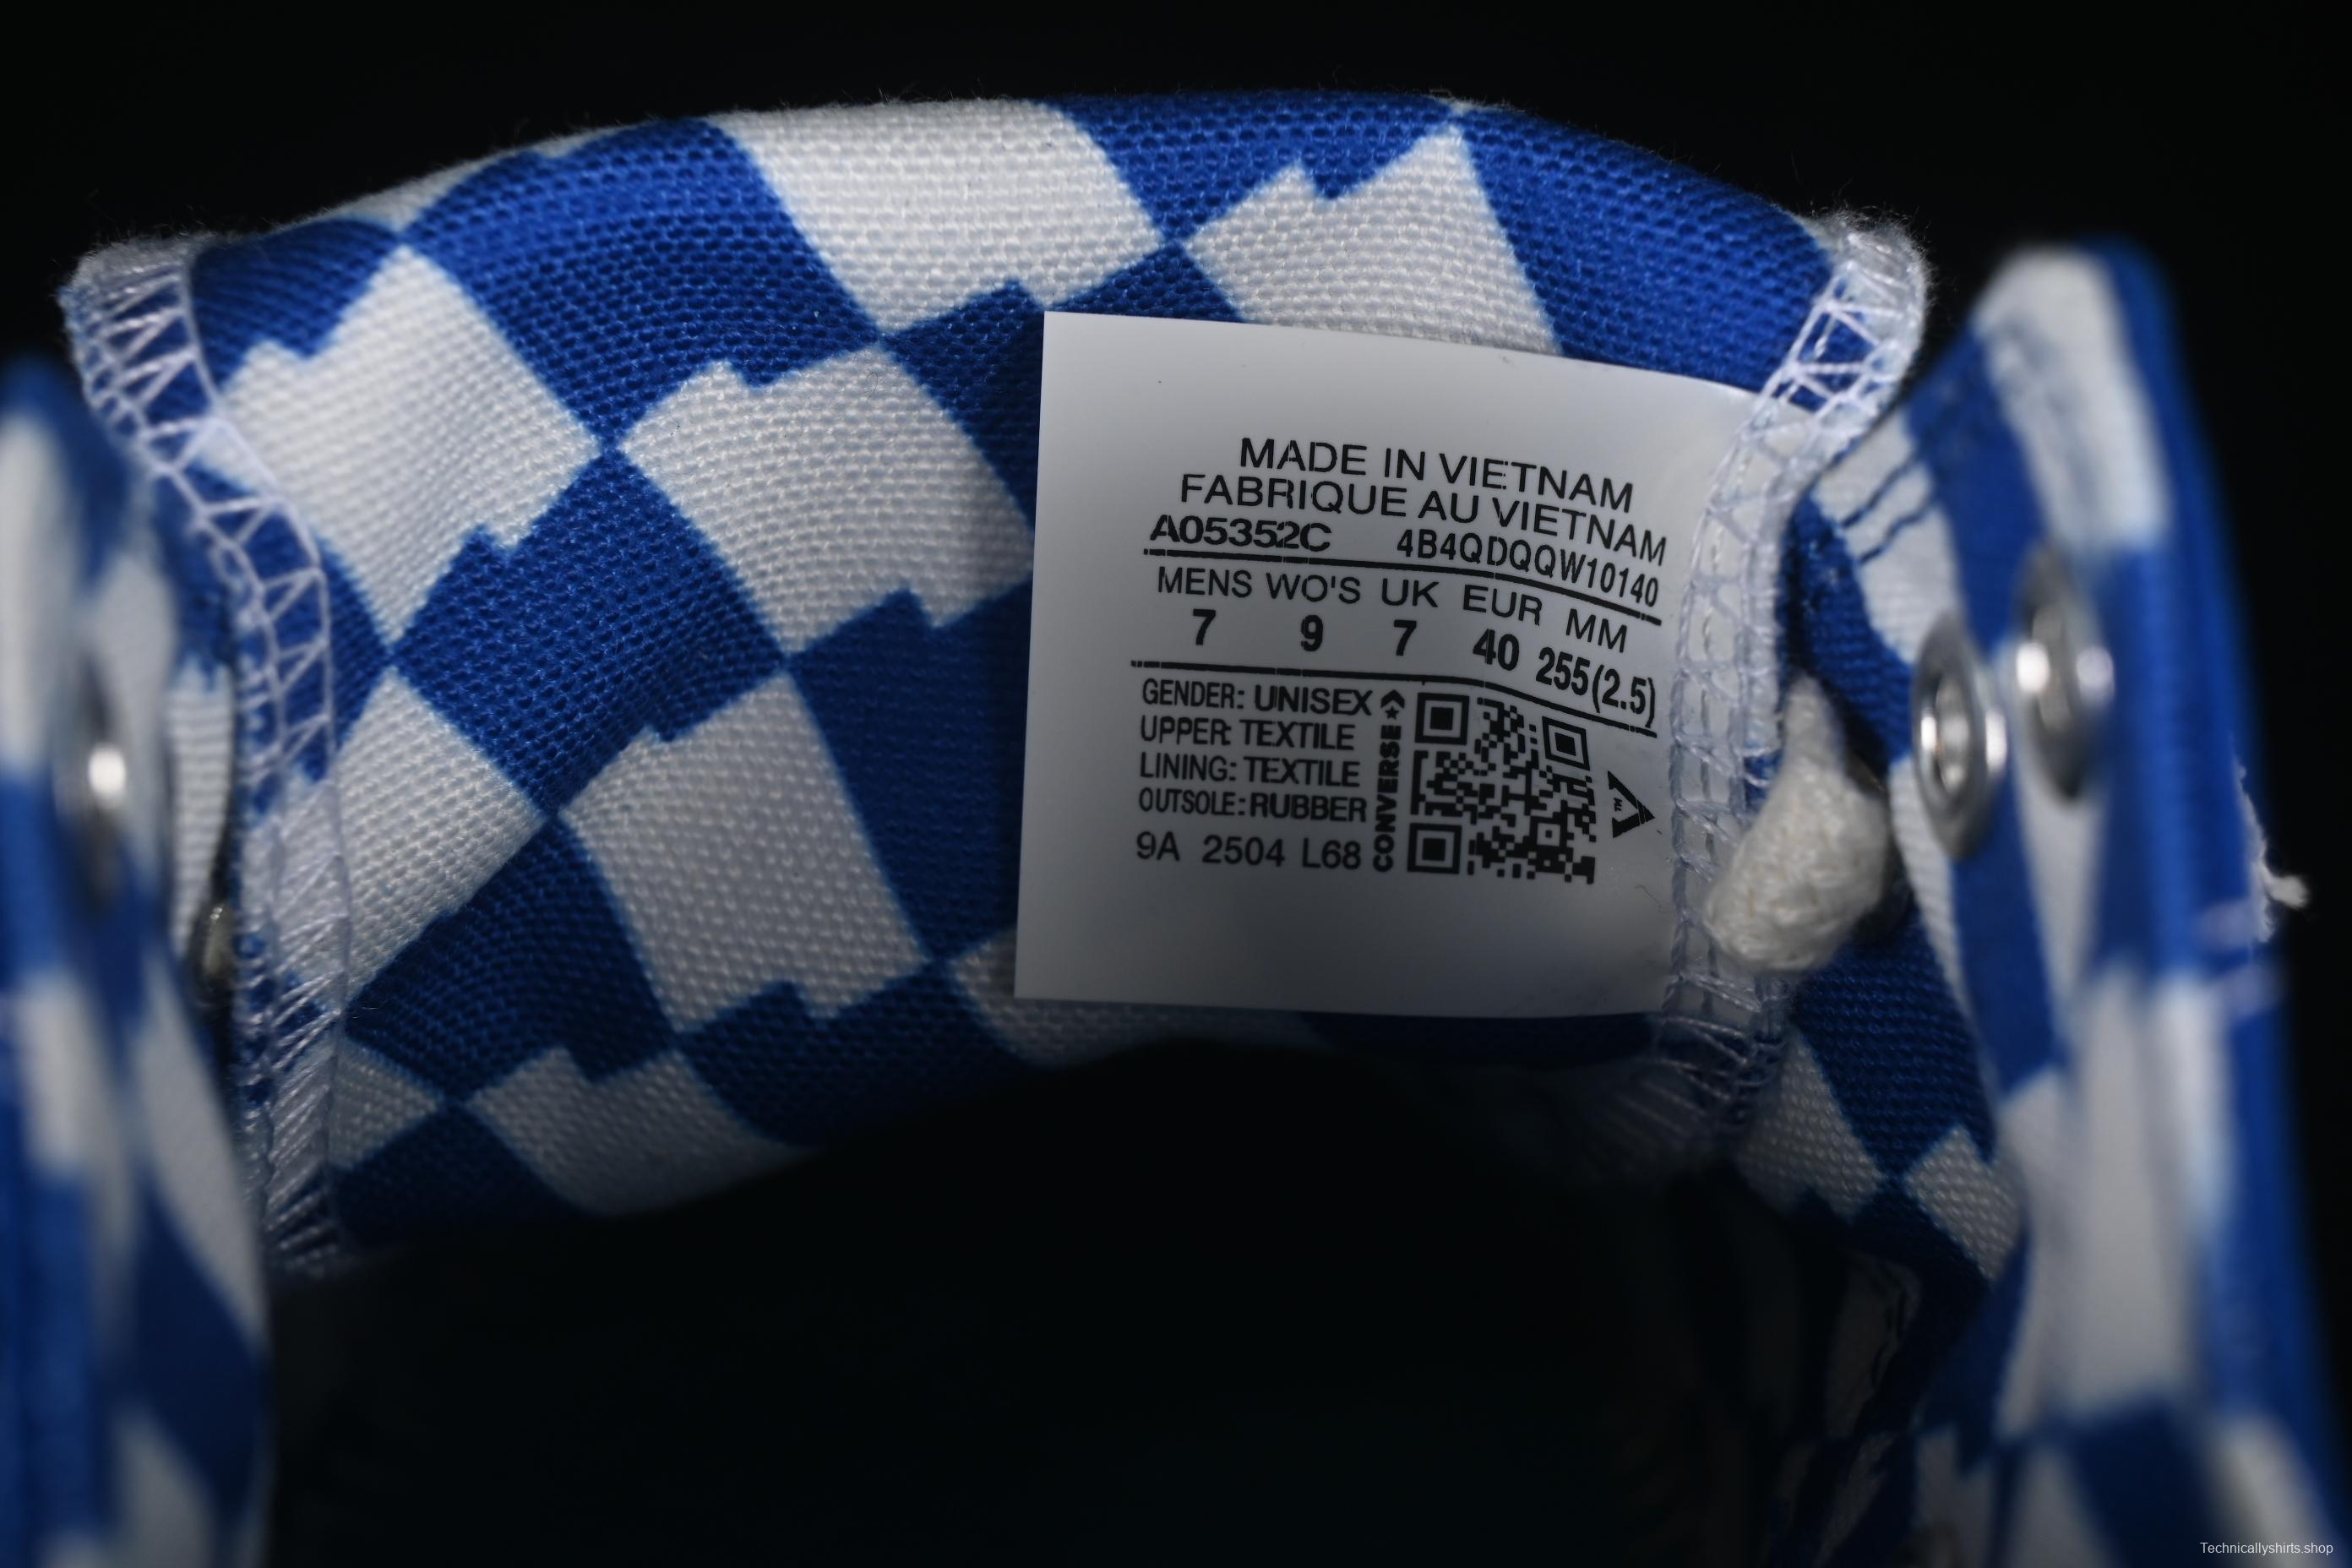 MADE IN VIETNAM
FABRIQUE AU VIETNAM
A05352C 4B4QDQQW10140
MENS WO'S UK EUR MM
7 9 7 40 255(2.5)
GENDER: UNISEX
UPPER: TEXTILE
LINING: TEXTILE
OUTSOLE: RUBBER
9A 2504 L68
CONVERSE
V™
Technicallyshirts.shop